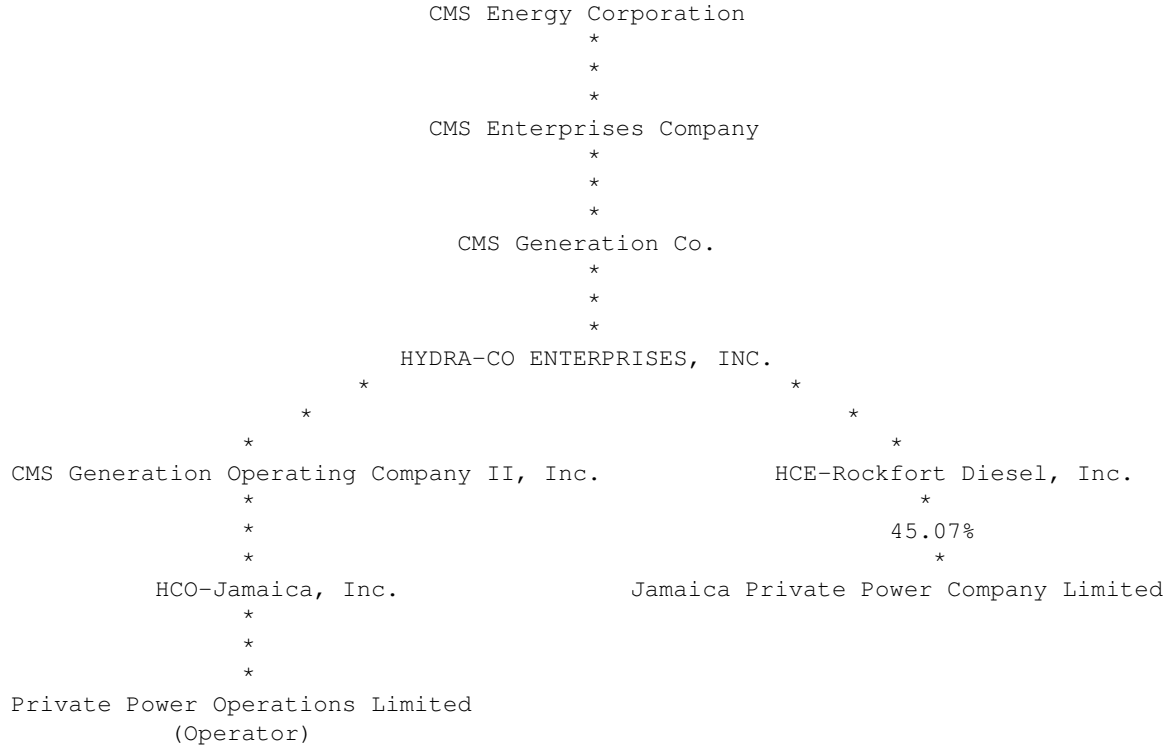 CMS Energy Corporation
*
*
*
CMS Enterprises Company
*
*
*
CMS Generation Co.
*
*
*
HYDRA-CO ENTERPRISES, INC.
* *
* *
* *
CMS Generation Operating Company II, Inc. HCE-Rockfort Diesel, Inc.
* *
* 45.07%
* *
HCO-Jamaica, Inc. Jamaica Private Power Company Limited
*
*
*
Private Power Operations Limited
(Operator)